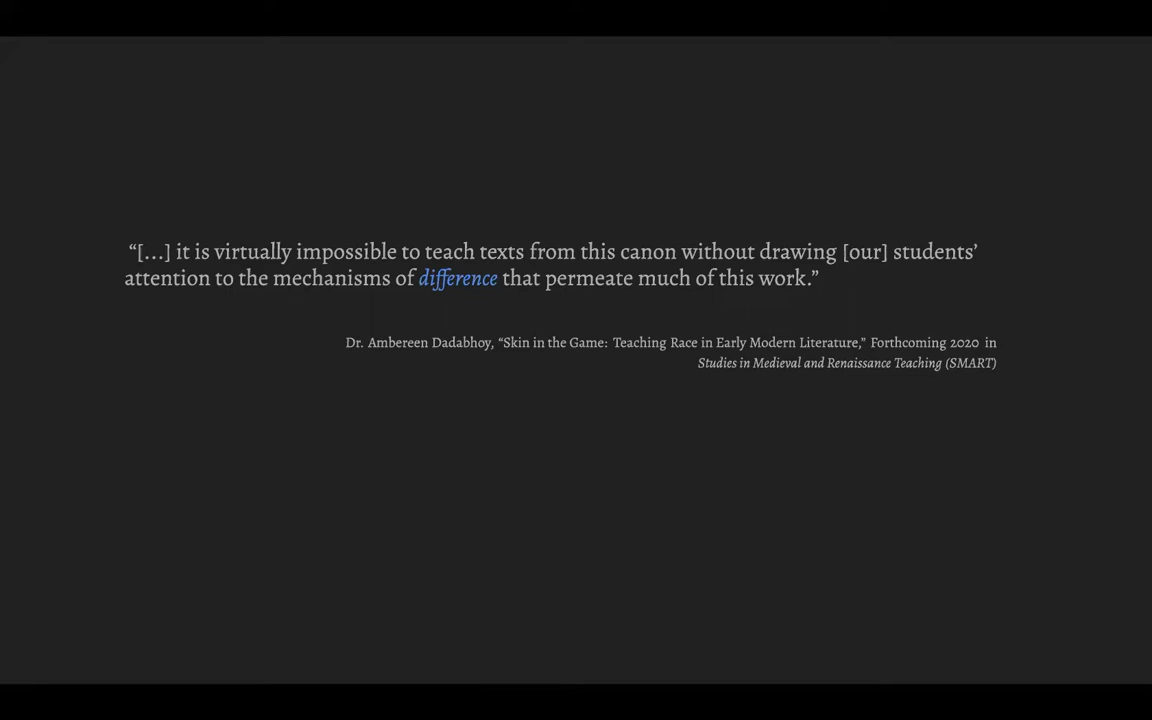 “[...] it is virtually impossible to teach texts from this canon without drawing [our] students’
attention to the mechanisms of difference that permeate much of this work.”
Dr. Ambereen Dadabhoy, “Skin in the Game: Teaching Race in Early Modern Literature,” Forthcoming 2020 in
Studies in Medieval and Renaissance Teaching (SMART)